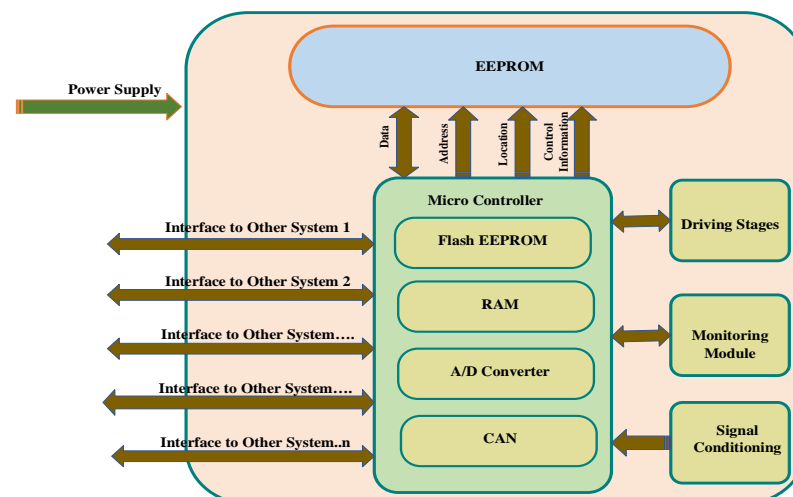 EEPROM
Power Supply
Data
Address
Location
Control
Information
Micro Controller
Interface to Other System 1
Flash EEPROM
Driving Stages
Interface to Other System 2
RAM
Interface to Other System….
Monitoring
Module
A/D Converter
Interface to Other System….
Signal
Conditioning
CAN
Interface to Other System..n